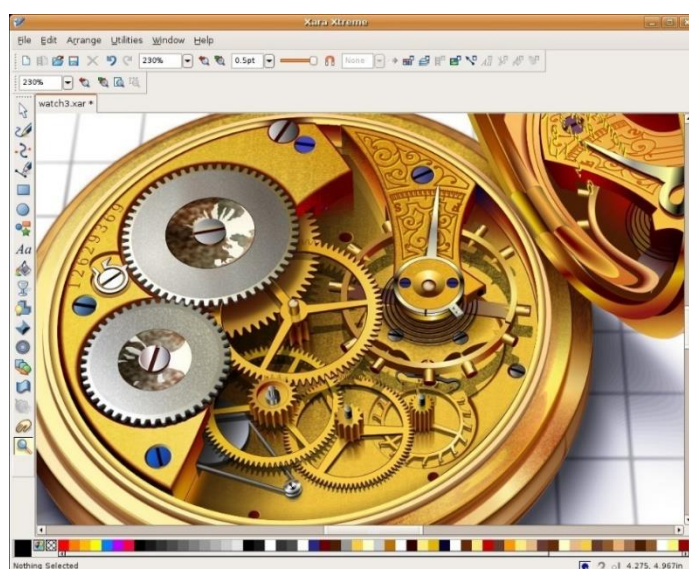 Xara Xtreme
File Edit Arrange Utilities Window Help
230% 0.5pt None
230%
watch3.xar *
12629369
Aa
Nothing Selected 4.275, 4.967in